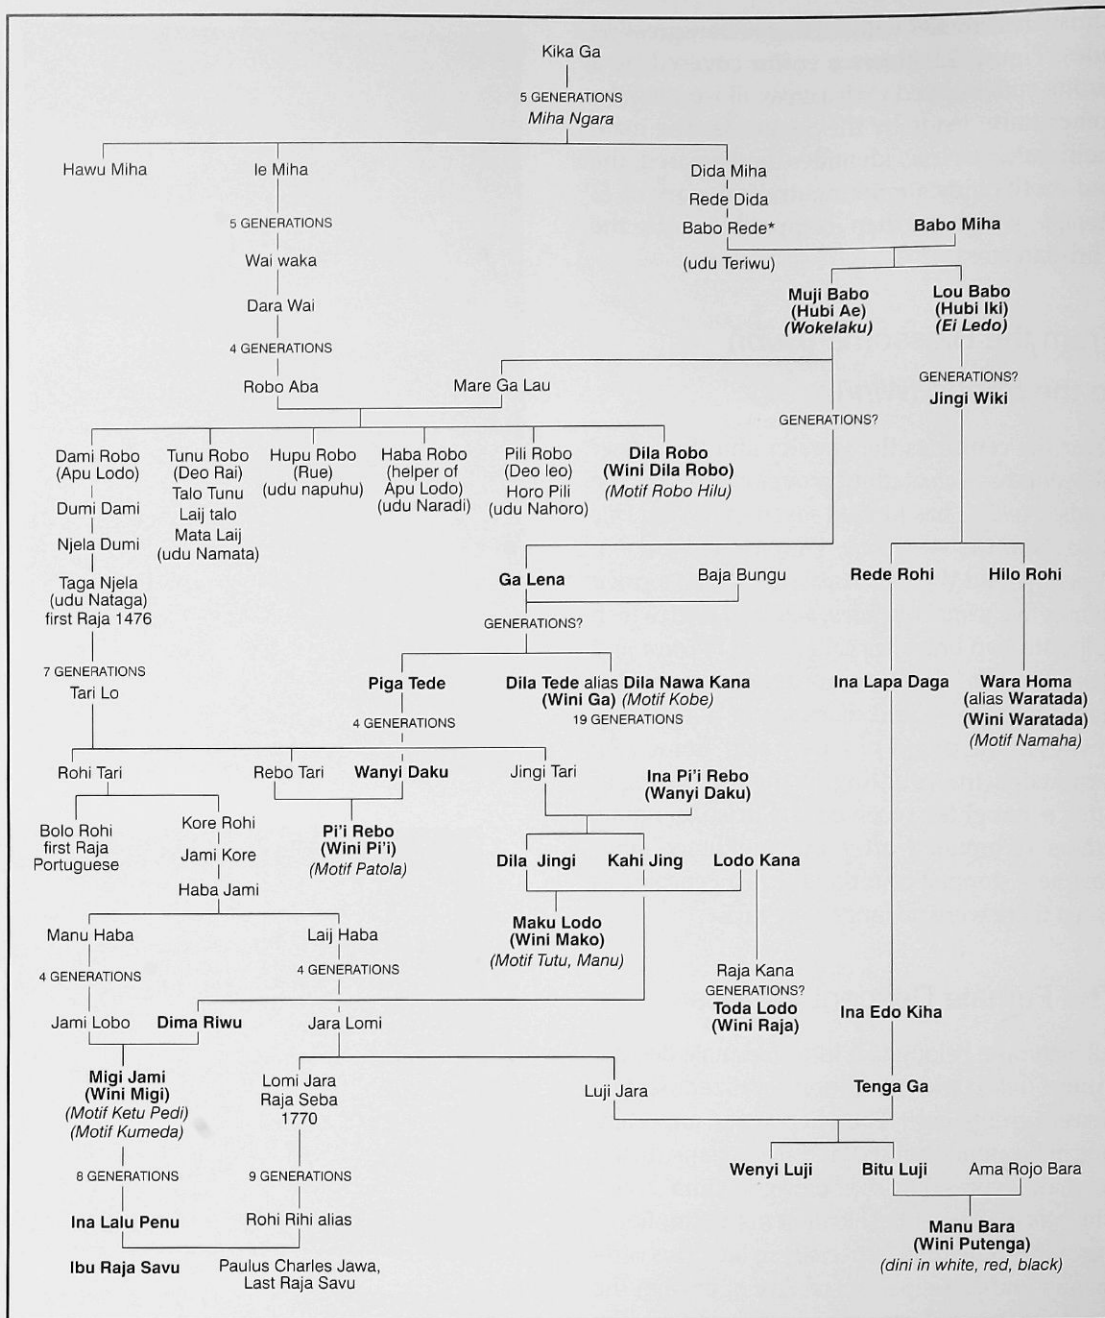 Kika Ga
5 GENERATIONS
Miha Ngara
Hawu Miha
Ie Miha
Dida Miha
Rede Dida
Babo Rede*
(udu Teriwu)
Babo Miha
5 GENERATIONS
Wai waka
Dara Wai
4 GENERATIONS
Robo Aba
Mare Ga Lau
Muji Babo
(Hubi Ae)
(Wokelaku)
Lou Babo
(Hubi Iki)
(Ei Ledo)
GENERATIONS?
Jingi Wiki
GENERATIONS?
Dami Robo
(Apu Lodo)
Dumi Dami
Njela Dumi
Taga Njela
(udu Nataga)
first Raja 1476
7 GENERATIONS
Tari Lo
Tunu Robo
(Deo Rai)
Talo Tunu
Laij talo
Mata Laij
(udu Namata)
Hupu Robo
(Rue)
(udu napuhu)
Haba Robo
(helper of
Apu Lodo)
(udu Naradi)
Pili Robo
(Deo leo)
Horo Pili
(udu Nahoro)
Dila Robo
(Wini Dila Robo)
(Motif Robo Hilu)
Ga Lena
Baja Bungu
Rede Rohi
Hilo Rohi
GENERATIONS?
Piga Tede
4 GENERATIONS
Dila Tede alias Dila Nawa Kana
(Wini Ga) (Motif Kobe)
19 GENERATIONS
Ina Lapa Daga
Wara Homa
(alias Waratada)
(Wini Waratada)
(Motif Namaha)
Rohi Tari
Rebo Tari
Wanyi Daku
Jingi Tari
Ina Pi'i Rebo
(Wanyi Daku)
Bolo Rohi
first Raja
Portuguese
Kore Rohi
Jami Kore
Haba Jami
Pi'i Rebo
(Wini Pi'i)
(Motif Patola)
Dila Jingi
Kahi Jing
Lodo Kana
Manu Haba
Laij Haba
Maku Lodo
(Wini Mako)
(Motif Tutu, Manu)
4 GENERATIONS
4 GENERATIONS
Raja Kana
GENERATIONS?
Toda Lodo
(Wini Raja)
Jami Lobo
Dima Riwu
Jara Lomi
Ina Edo Kiha
Migi Jami
(Wini Migi)
(Motif Ketu Pedi)
(Motif Kumeda)
Lomi Jara
Raja Seba
1770
Luji Jara
Tenga Ga
8 GENERATIONS
9 GENERATIONS
Wenyi Luji
Bitu Luji
Ama Rojo Bara
Ina Lalu Penu
Rohi Rihi alias
Manu Bara
(Wini Putenga)
(dini in white, red, black)
Ibu Raja Savu
Paulus Charles Jawa,
Last Raja Savu